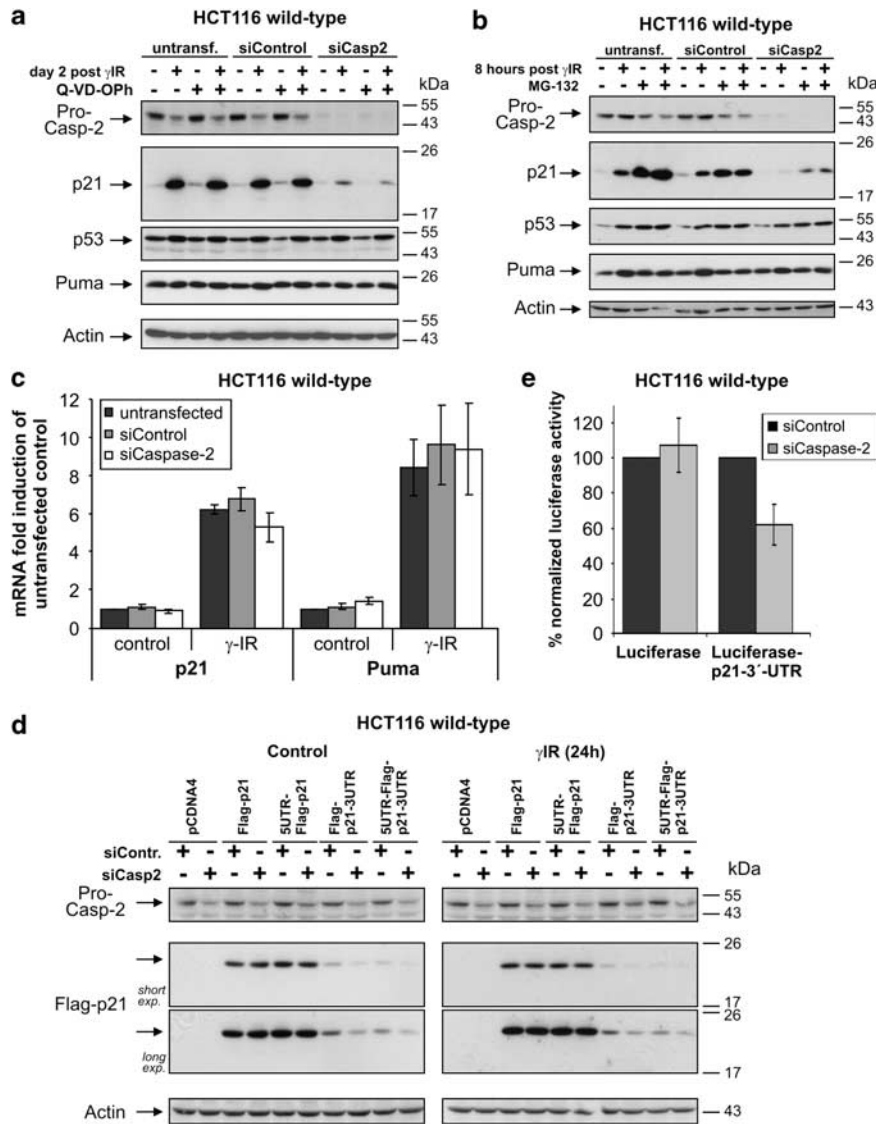 a
HCT116 wild-type
untransf. siControl siCasp2
day 2 post γIR - + - + - + - + - + - +
Q-VD-OPh - - + + - - + + - - + +
kDa
Pro-Casp-2
55
43
p21
26
17
p53
55
43
Puma
26
17
Actin
55
43
b
HCT116 wild-type
untransf. siControl siCasp2
8 hours post γIR - + - + - + - + - + - +
MG-132 - - + + - - + + - - + +
kDa
Pro-Casp-2
55
43
p21
26
17
p53
55
43
Puma
26
17
Actin
43
c
HCT116 wild-type
mRNA fold induction of
untransfected control
12
10
8
6
4
2
0
untransfected
siControl
siCaspase-2
control γ-IR control γ-IR
p21 Puma
e
HCT116 wild-type
% normalized luciferase activity
120
100
80
60
40
20
0
siControl
siCaspase-2
Luciferase Luciferase-
p21-3´-UTR
d
HCT116 wild-type
Control γIR (24h)
pCDNA4
Flag-p21
5UTR-
Flag-p21
Flag-
p21-3UTR
5UTR-Flag-
p21-3UTR
pCDNA4
Flag-p21
5UTR-
Flag-p21
Flag-
p21-3UTR
5UTR-Flag-
p21-3UTR
siContr. + - + - + - + - + - + - + - + - + - + -
siCasp2 - + - + - + - + - + - + - + - + - + - +
kDa
Pro-
Casp-2
55
43
Flag-p21
short
exp.
26
17
long
exp.
26
17
Actin
43